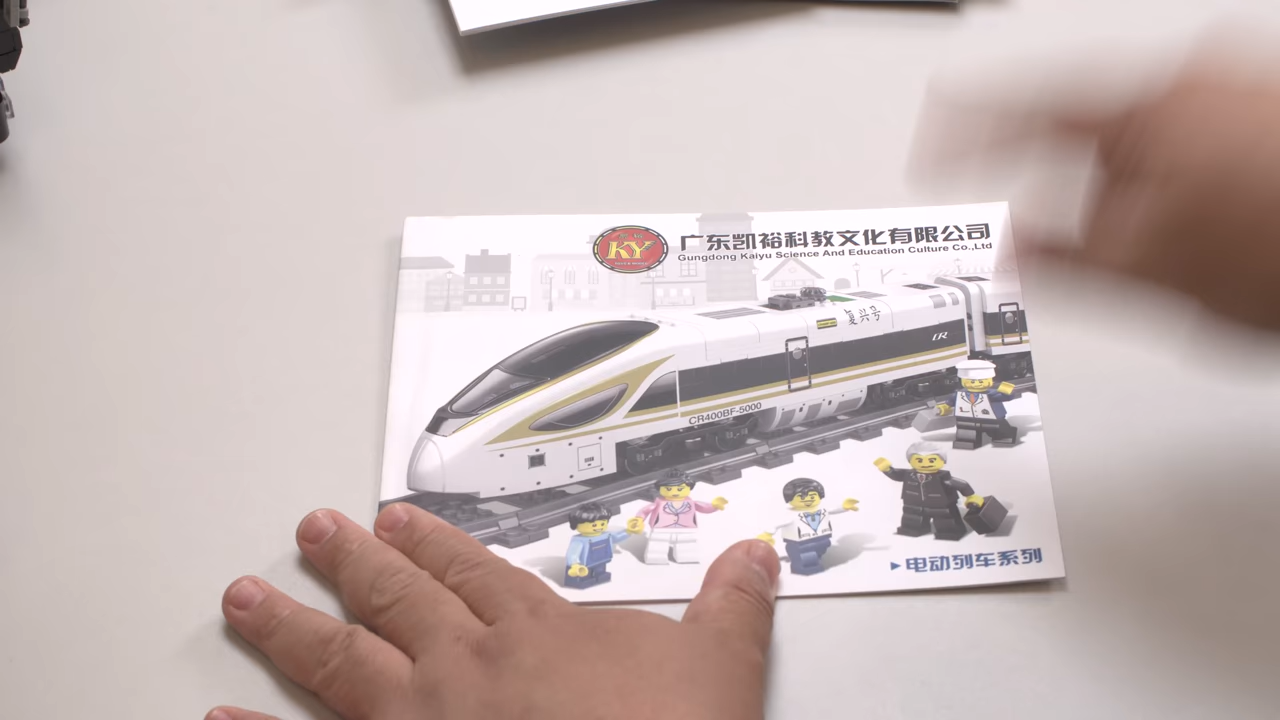 KY
广东凯裕科教文化有限公司
Gungdong Kaiyu Science And Education Culture Co.,Ltd
复兴号
CR
CR400BF-5000
▶电动列车系列